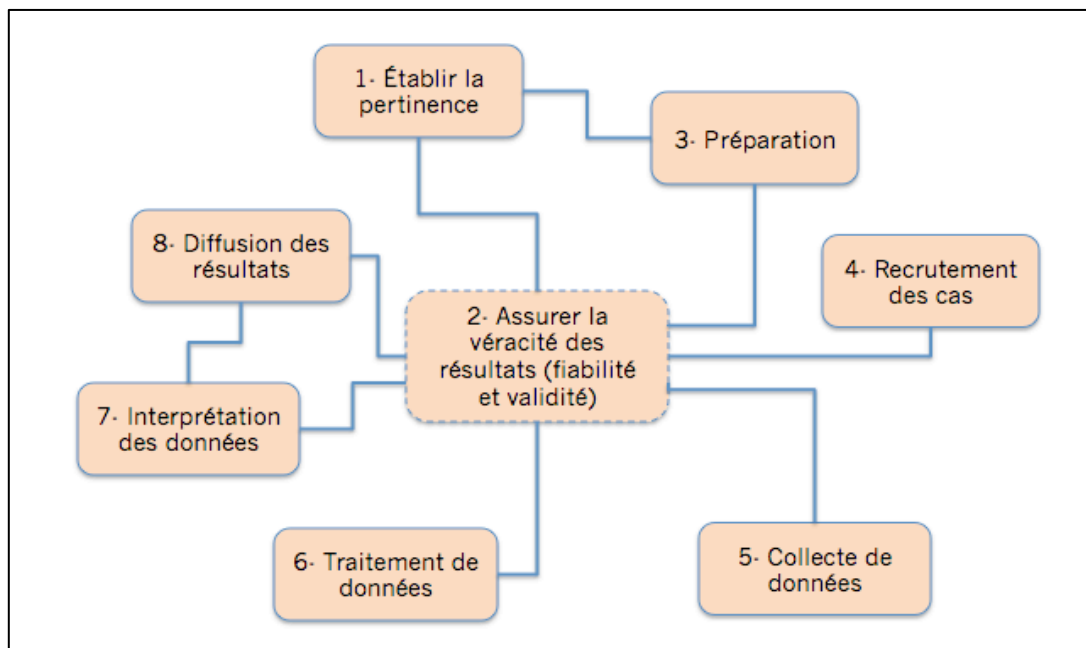 1- Établir la
pertinence
3- Préparation
8- Diffusion des
résultats
4- Recrutement
des cas
2- Assurer la
véracité des
résultats (fiabilité
et validité)
7- Interprétation
des données
6- Traitement de
données
5- Collecte de
données